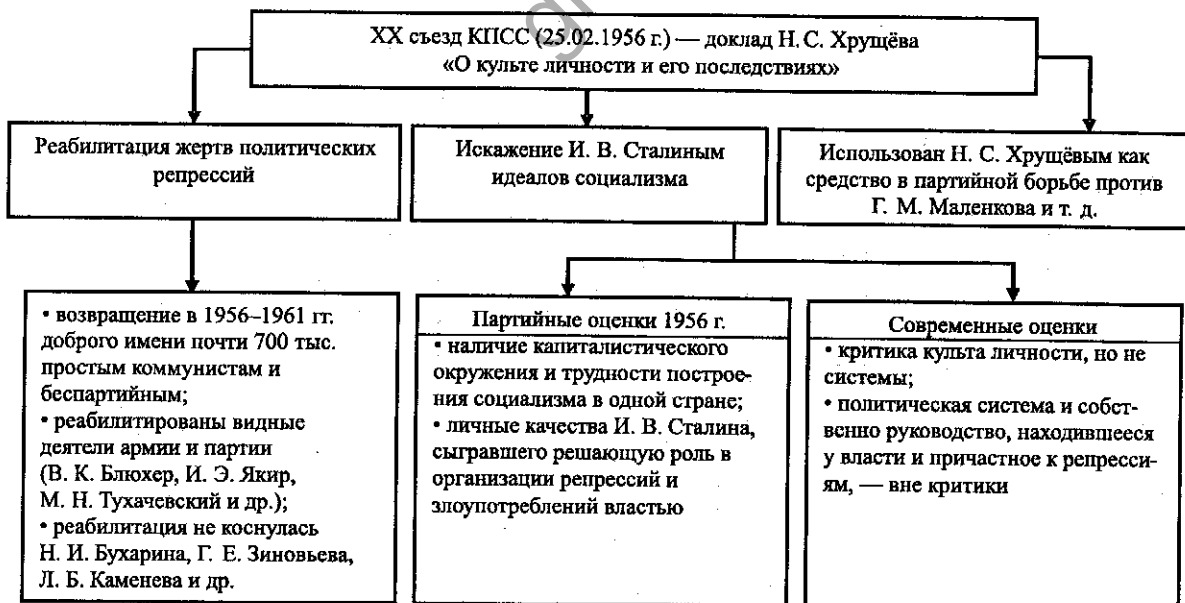 XX съезд КПСС (25.02.1956 г.) — доклад Н. С. Хрущёва
«О культе личности и его последствиях»
Реабилитация жертв политических
репрессий
Искажение И. В. Сталиным
идеалов социализма
Использован Н. С. Хрущёвым как
средство в партийной борьбе против
Г. М. Маленкова и т. д.
• возвращение в 1956–1961 гг.
доброго имени почти 700 тыс.
простым коммунистам и
беспартийным;
• реабилитированы видные
деятели армии и партии
(В. К. Блюхер, И. Э. Якир,
М. Н. Тухачевский и др.);
• реабилитация не коснулась
Н. И. Бухарина, Г. Е. Зиновьева,
Л. Б. Каменева и др.
Партийные оценки 1956 г.
• наличие капиталистического
окружения и трудности построе-
ния социализма в одной стране;
• личные качества И. В. Сталина,
сыгравшего решающую роль в
организации репрессий и
злоупотреблений властью
Современные оценки
• критика культа личности, но не
системы;
• политическая система и собст-
венно руководство, находившееся
у власти и причастное к репресси-
ям, — вне критики